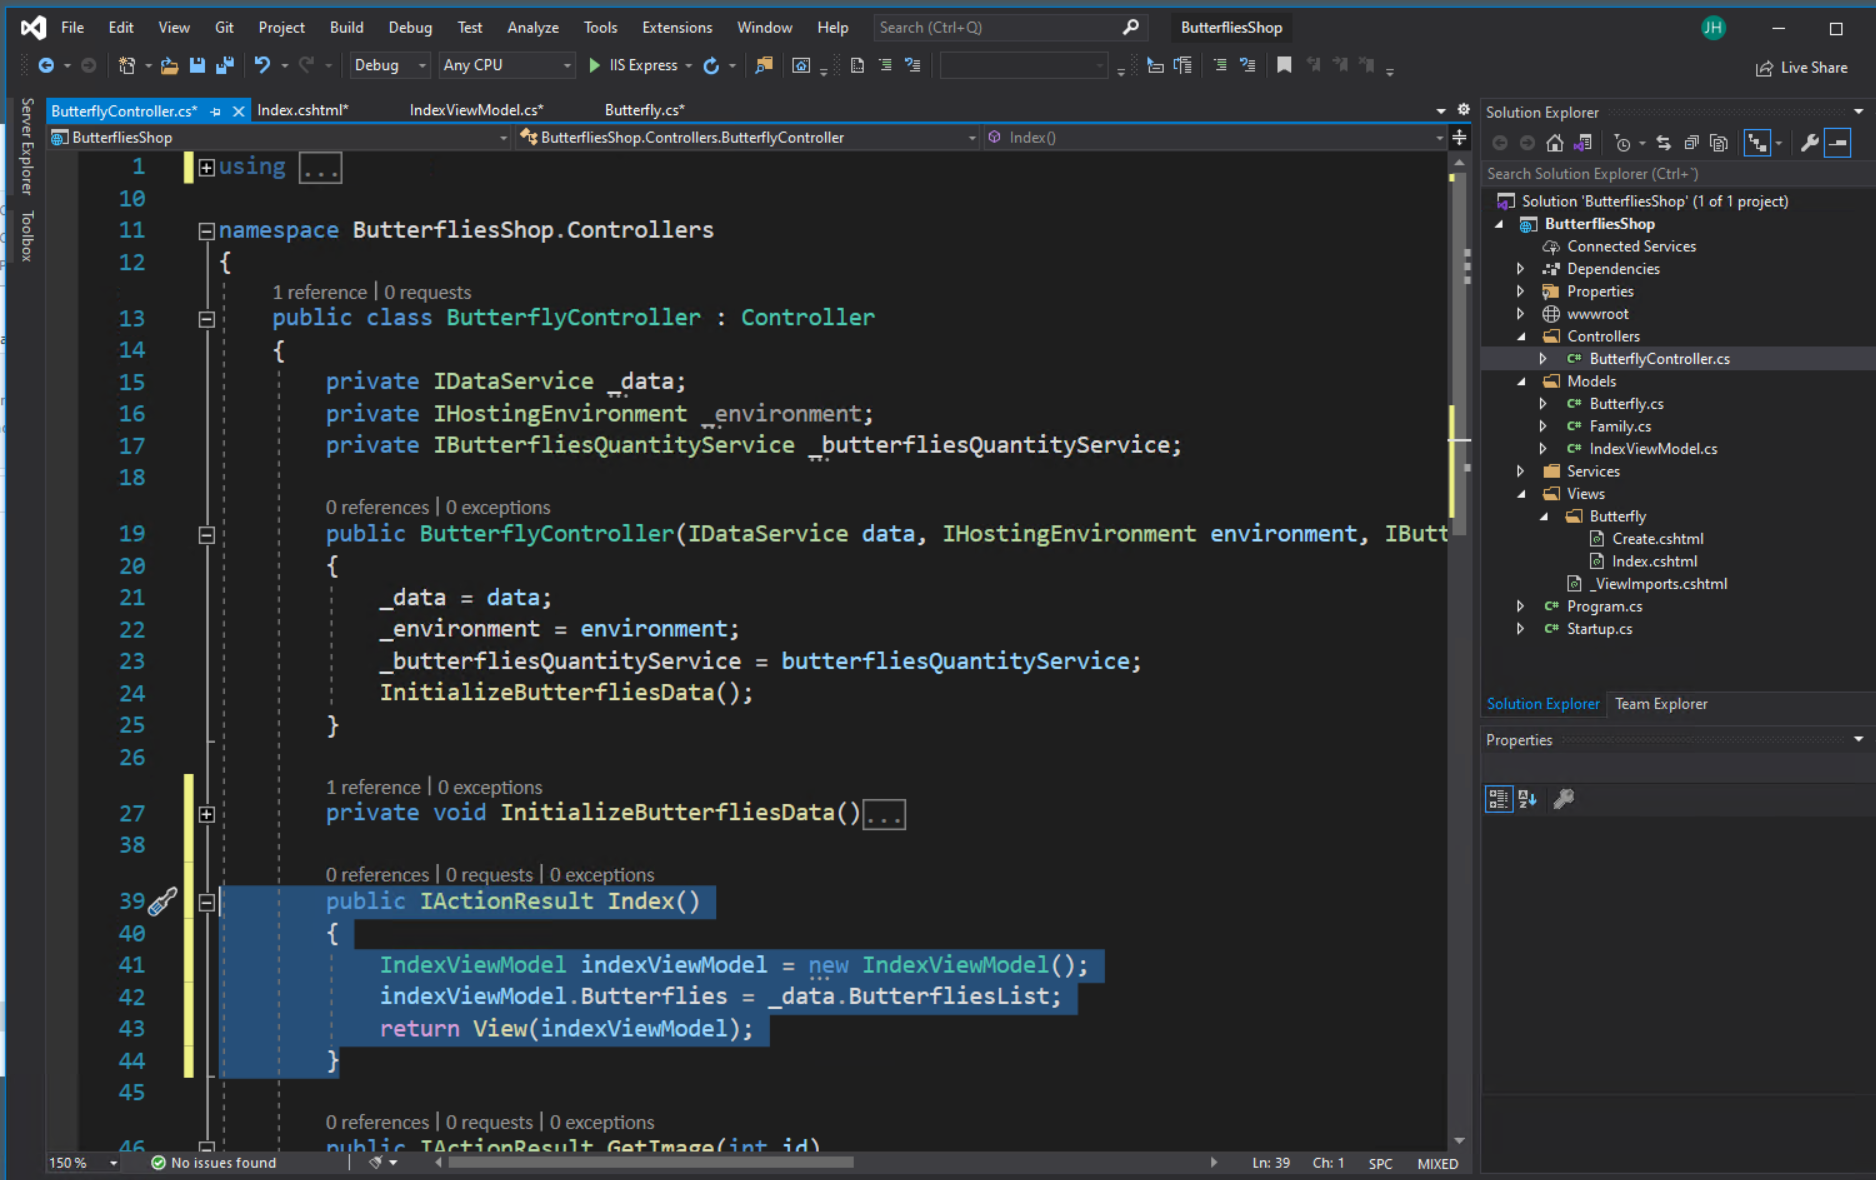 File Edit View Git Project Build Debug Test Analyze Tools Extensions Window Help Search (Ctrl+Q) ButterfliesShop JH
Debug Any CPU IIS Express Live Share
Server Explorer
Toolbox
ButterflyController.cs* Index.cshtml* IndexViewModel.cs* Butterfly.cs*
ButterfliesShop ButterfliesShop.Controllers.ButterflyController Index()
1 using ...
10
11 namespace ButterfliesShop.Controllers
12 {
1 reference | 0 requests
13 public class ButterflyController : Controller
14 {
15 private IDataService _data;
16 private IHostingEnvironment _environment;
17 private IButterfliesQuantityService _butterfliesQuantityService;
18
0 references | 0 exceptions
19 public ButterflyController(IDataService data, IHostingEnvironment environment, IButt
20 {
21 _data = data;
22 _environment = environment;
23 _butterfliesQuantityService = butterfliesQuantityService;
24 InitializeButterfliesData();
25 }
26
1 reference | 0 exceptions
27 private void InitializeButterfliesData()...
38
0 references | 0 requests | 0 exceptions
39 public IActionResult Index()
40 {
41 IndexViewModel indexViewModel = new IndexViewModel();
42 indexViewModel.Butterflies = _data.ButterfliesList;
43 return View(indexViewModel);
44 }
45
0 references | 0 requests | 0 exceptions
46 public IActionResult GetImage(int id)
150 % No issues found Ln: 39 Ch: 1 SPC MIXED
Solution Explorer
Search Solution Explorer (Ctrl+¨)
Solution 'ButterfliesShop' (1 of 1 project)
ButterfliesShop
Connected Services
Dependencies
Properties
wwwroot
Controllers
C# ButterflyController.cs
Models
C# Butterfly.cs
C# Family.cs
C# IndexViewModel.cs
Services
Views
Butterfly
Create.cshtml
Index.cshtml
_ViewImports.cshtml
C# Program.cs
C# Startup.cs
Solution Explorer Team Explorer
Properties